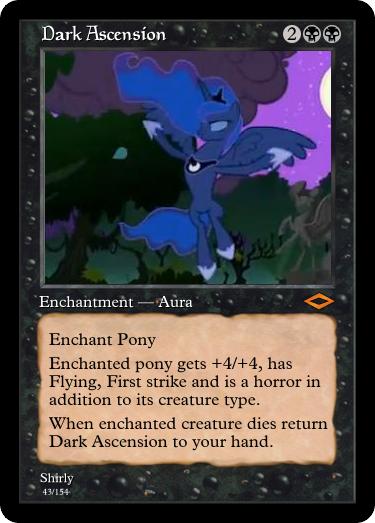 Dark Ascension 2
Enchantment — Aura
Enchant Pony
Enchanted pony gets +4/+4, has
Flying, First strike and is a horror in
addition to its creature type.
When enchanted creature dies return
Dark Ascension to your hand.
Shirly
43/154